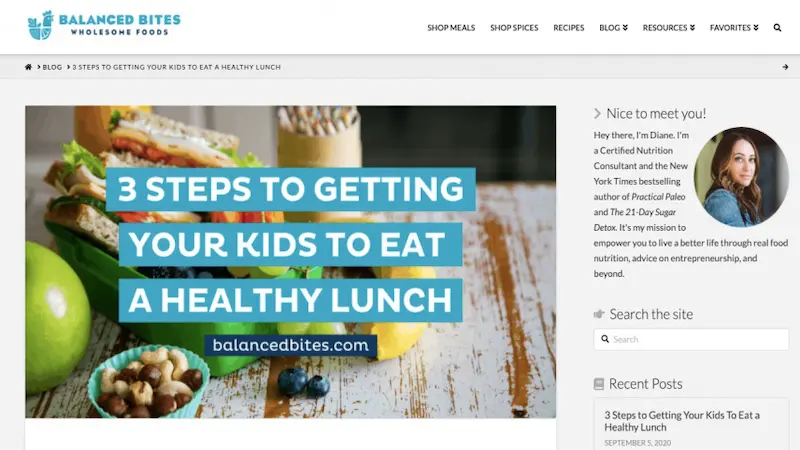 BALANCED BITES
WHOLESOME FOODS
SHOP MEALS SHOP SPICES RECIPES BLOG RESOURCES FAVORITES
BLOG 3 STEPS TO GETTING YOUR KIDS TO EAT A HEALTHY LUNCH
3 STEPS TO GETTING
YOUR KIDS TO EAT
A HEALTHY LUNCH
balancedbites.com
Nice to meet you!
Hey there, I'm Diane. I'm
a Certified Nutrition
Consultant and the New
York Times bestselling
author of Practical Paleo
and The 21-Day Sugar
Detox. It's my mission to
empower you to live a better life through real food
nutrition, advice on entrepreneurship, and
beyond.
Search the site
Search
Recent Posts
3 Steps to Getting Your Kids To Eat a
Healthy Lunch
SEPTEMBER 5, 2020